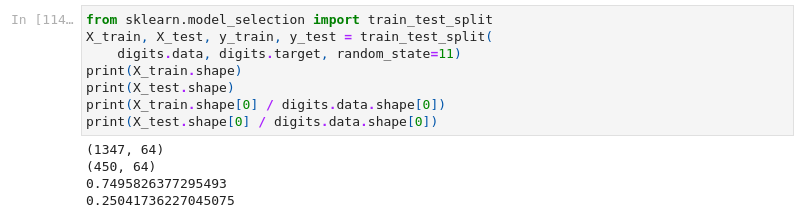 In [114…
from sklearn.model_selection import train_test_split
X_train, X_test, y_train, y_test = train_test_split(
    digits.data, digits.target, random_state=11)
print(X_train.shape)
print(X_test.shape)
print(X_train.shape[0] / digits.data.shape[0])
print(X_test.shape[0] / digits.data.shape[0])
(1347, 64)
(450, 64)
0.7495826377295493
0.25041736227045075